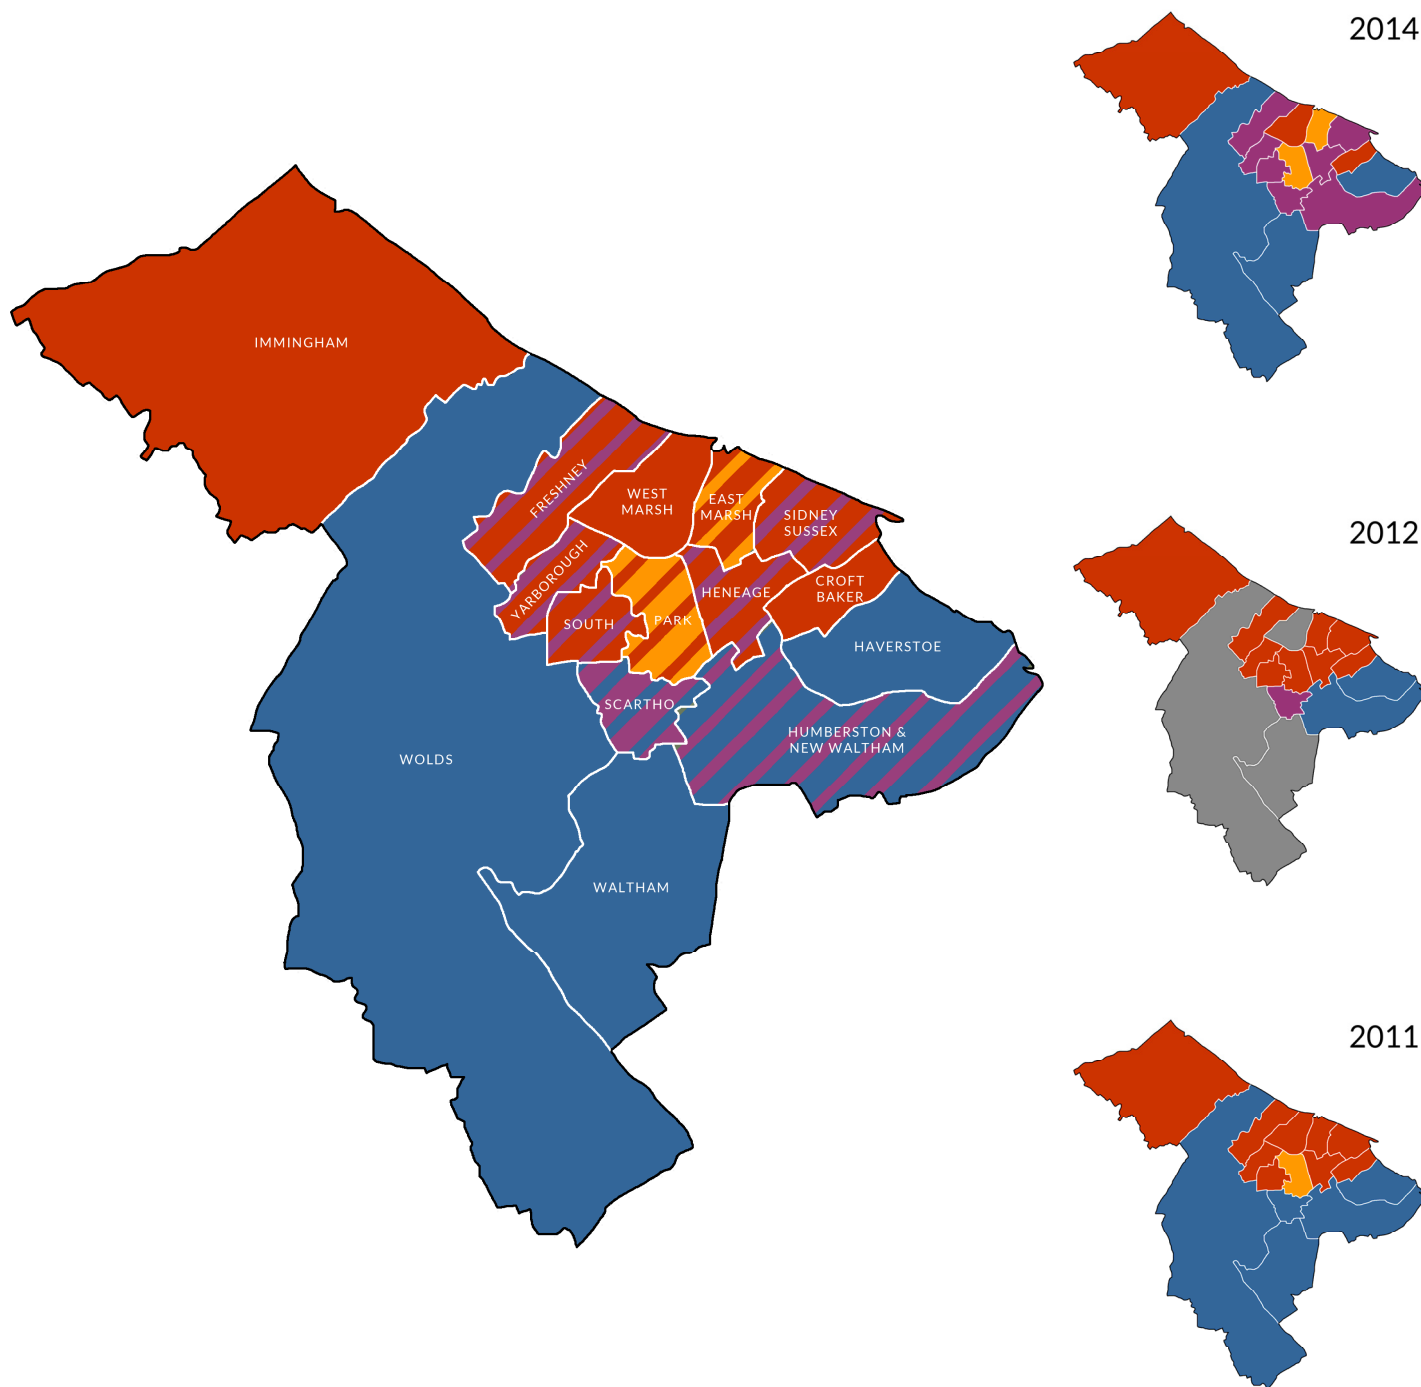 2014
IMMINGHAM
FRESHNEY
WEST
MARSH
EAST
MARSH
SIDNEY
SUSSEX
YARBOROUGH
SOUTH
PARK
HENEAGE
CROFT
BAKER
HAVERSTOE
SCARTHO
HUMBERSTON &
NEW WALTHAM
WOLDS
WALTHAM
2012
2011